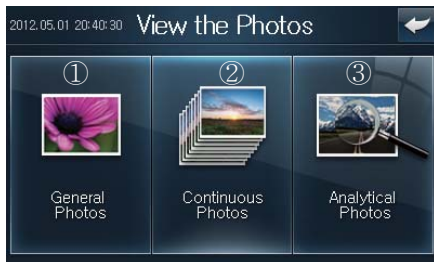 2012.05.01 20:40:30 View the Photos
① ② ③
General Continuous Analytical
Photos Photos Photos